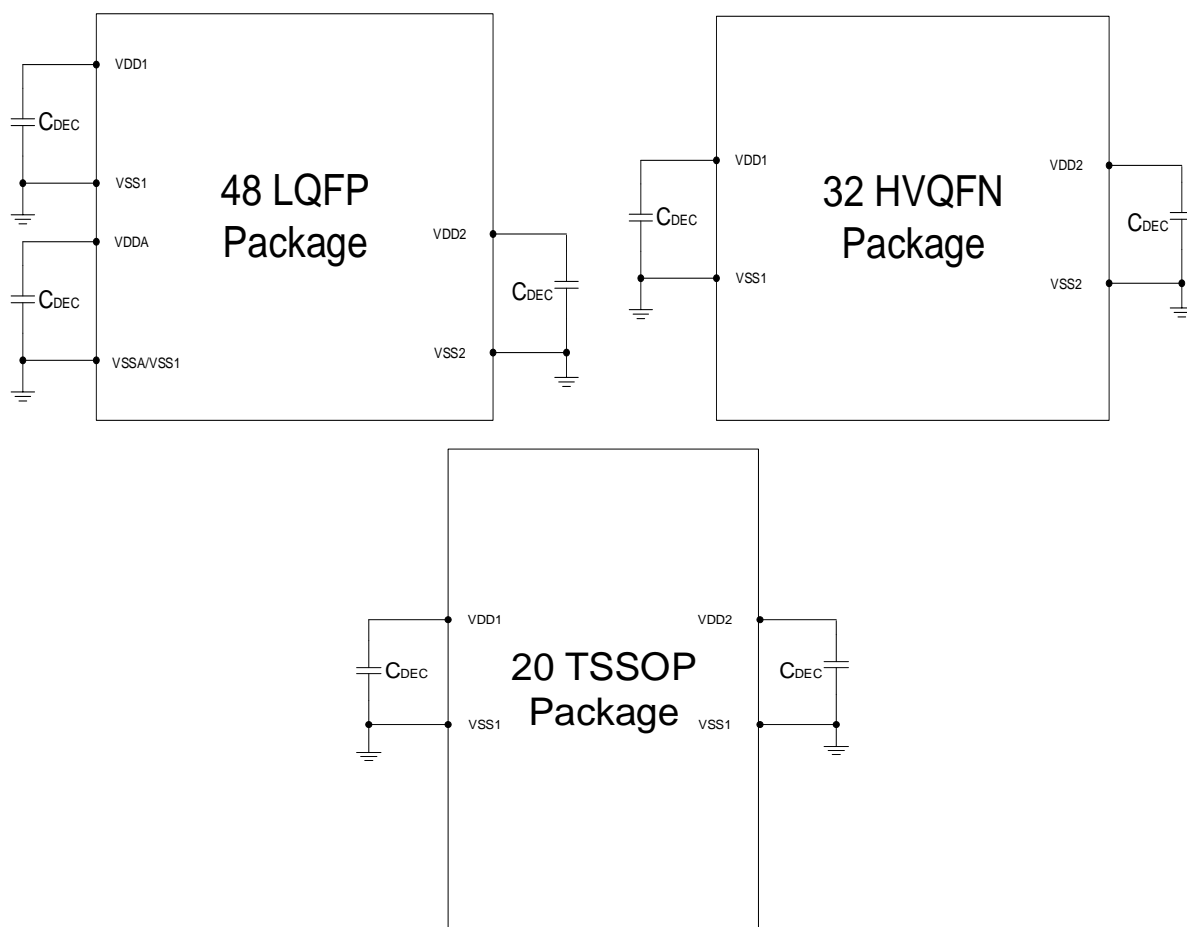 VDD1
CDEC
VSS1
VDDA
CDEC
VSSA/VSS1
48 LQFP
Package
VDD2
CDEC
VSS2
VDD1
CDEC
VSS1
32 HVQFN
Package
VDD2
CDEC
VSS2
VDD1
CDEC
VSS1
20 TSSOP
Package
VDD2
CDEC
VSS1